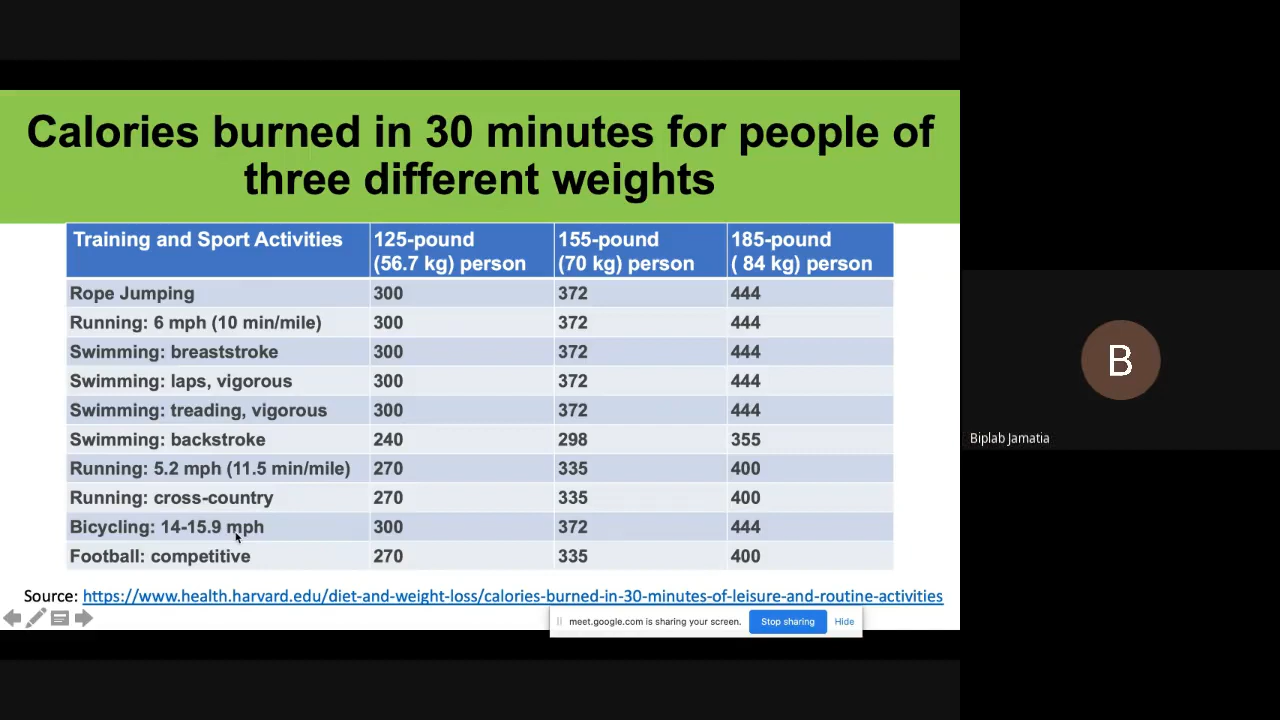 Calories burned in 30 minutes for people of
three different weights
Training and Sport Activities 125-pound (56.7 kg) person 155-pound (70 kg) person 185-pound ( 84 kg) person
Rope Jumping 300 372 444
Running: 6 mph (10 min/mile) 300 372 444
Swimming: breaststroke 300 372 444
Swimming: laps, vigorous 300 372 444
Swimming: treading, vigorous 300 372 444
Swimming: backstroke 240 298 355
Running: 5.2 mph (11.5 min/mile) 270 335 400
Running: cross-country 270 335 400
Bicycling: 14-15.9 mph 300 372 444
Football: competitive 270 335 400
Source: https://www.health.harvard.edu/diet-and-weight-loss/calories-burned-in-30-minutes-of-leisure-and-routine-activities
meet.google.com is sharing your screen. Stop sharing Hide
B
Biplab Jamatia